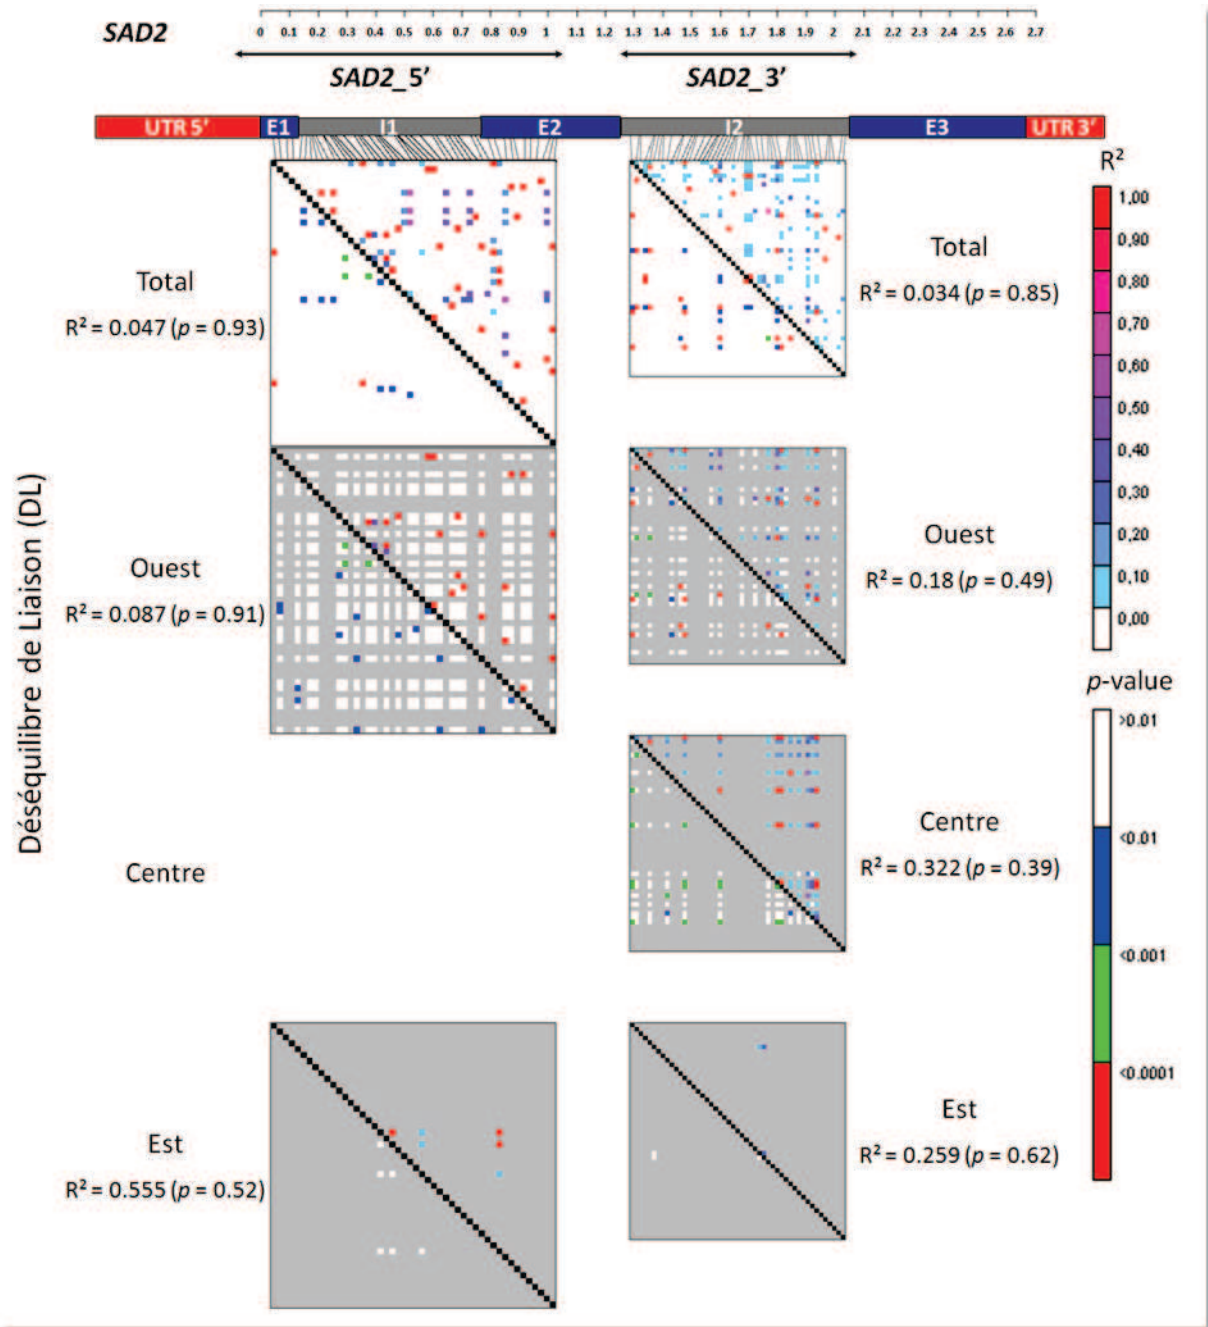 SAD2
0 0.1 0.2 0.3 0.4 0.5 0.6 0.7 0.8 0.9 1 1.1 1.2 1.3 1.4 1.5 1.6 1.7 1.8 1.9 2 2.1 2.2 2.3 2.4 2.5 2.6 2.7
SAD2_5’ SAD2_3’
UTR 5’ E1 I1 E2 I2 E3 UTR 3’
R²
1,00
0,90
0,80
0,70
0,60
0,50
0,40
0,30
0,20
0,10
0,00
Total
R² = 0.047 (p = 0.93)
Total
R² = 0.034 (p = 0.85)
Déséquilibre de Liaison (DL)
Ouest
R² = 0.087 (p = 0.91)
Ouest
R² = 0.18 (p = 0.49)
p-value
>0.01
<0.01
<0.001
<0.0001
Centre
Centre
R² = 0.322 (p = 0.39)
Est
R² = 0.555 (p = 0.52)
Est
R² = 0.259 (p = 0.62)